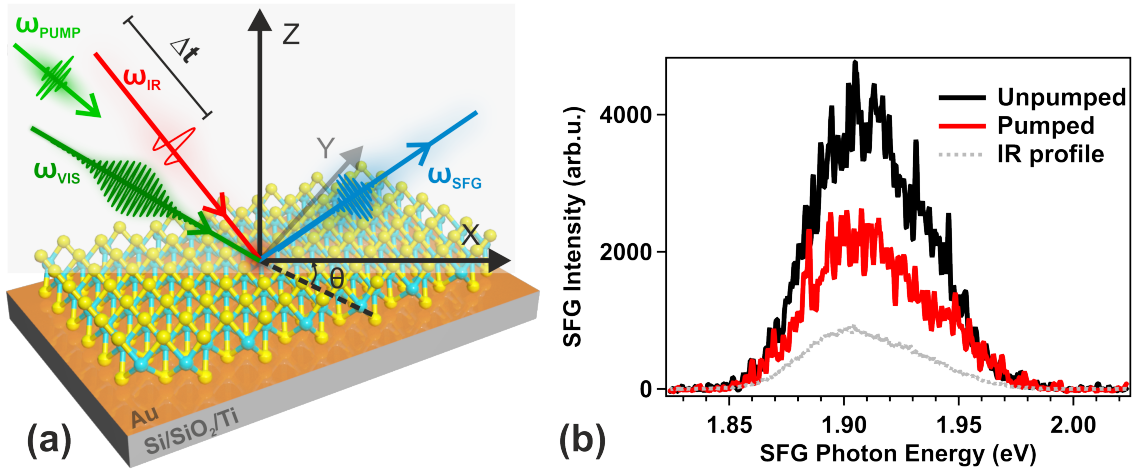 ωPUMP
Δt
ωIR
Z
Y
ωVIS
ωSFG
X
θ
Au
Si/SiO₂/Ti
(a)
SFG Intensity (arb.u.)
4000
2000
0
Unpumped
Pumped
IR profile
1.85
1.90
1.95
2.00
SFG Photon Energy (eV)
(b)